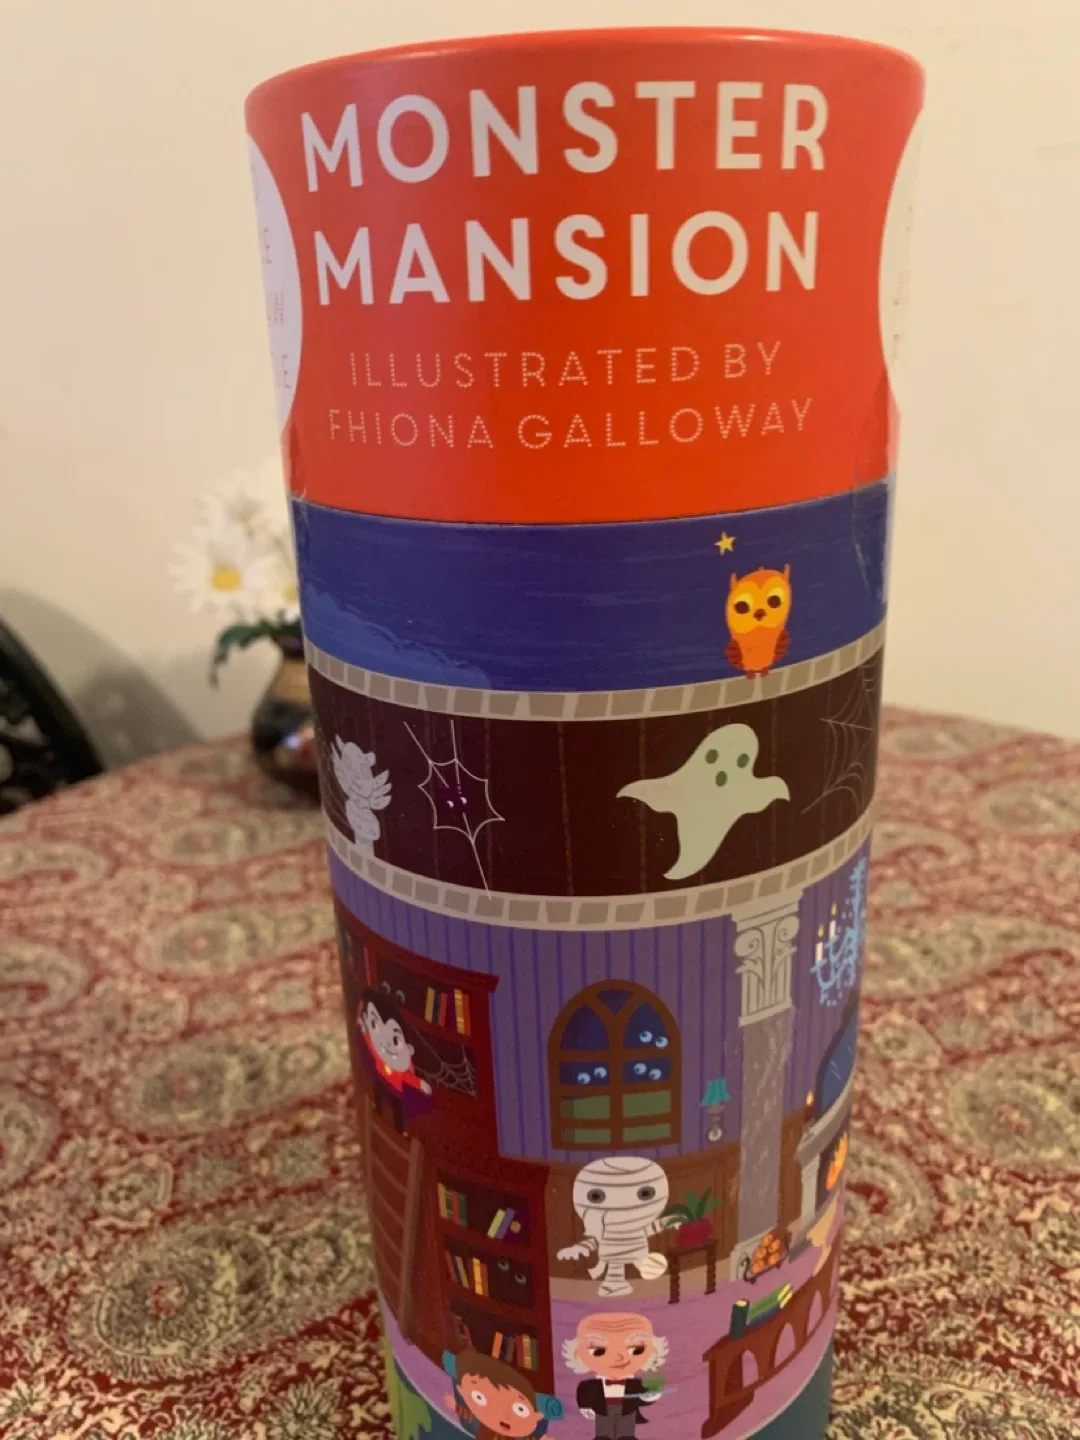 MONSTER
MANSION
ILLUSTRATED BY
FHIONA GALLOWAY